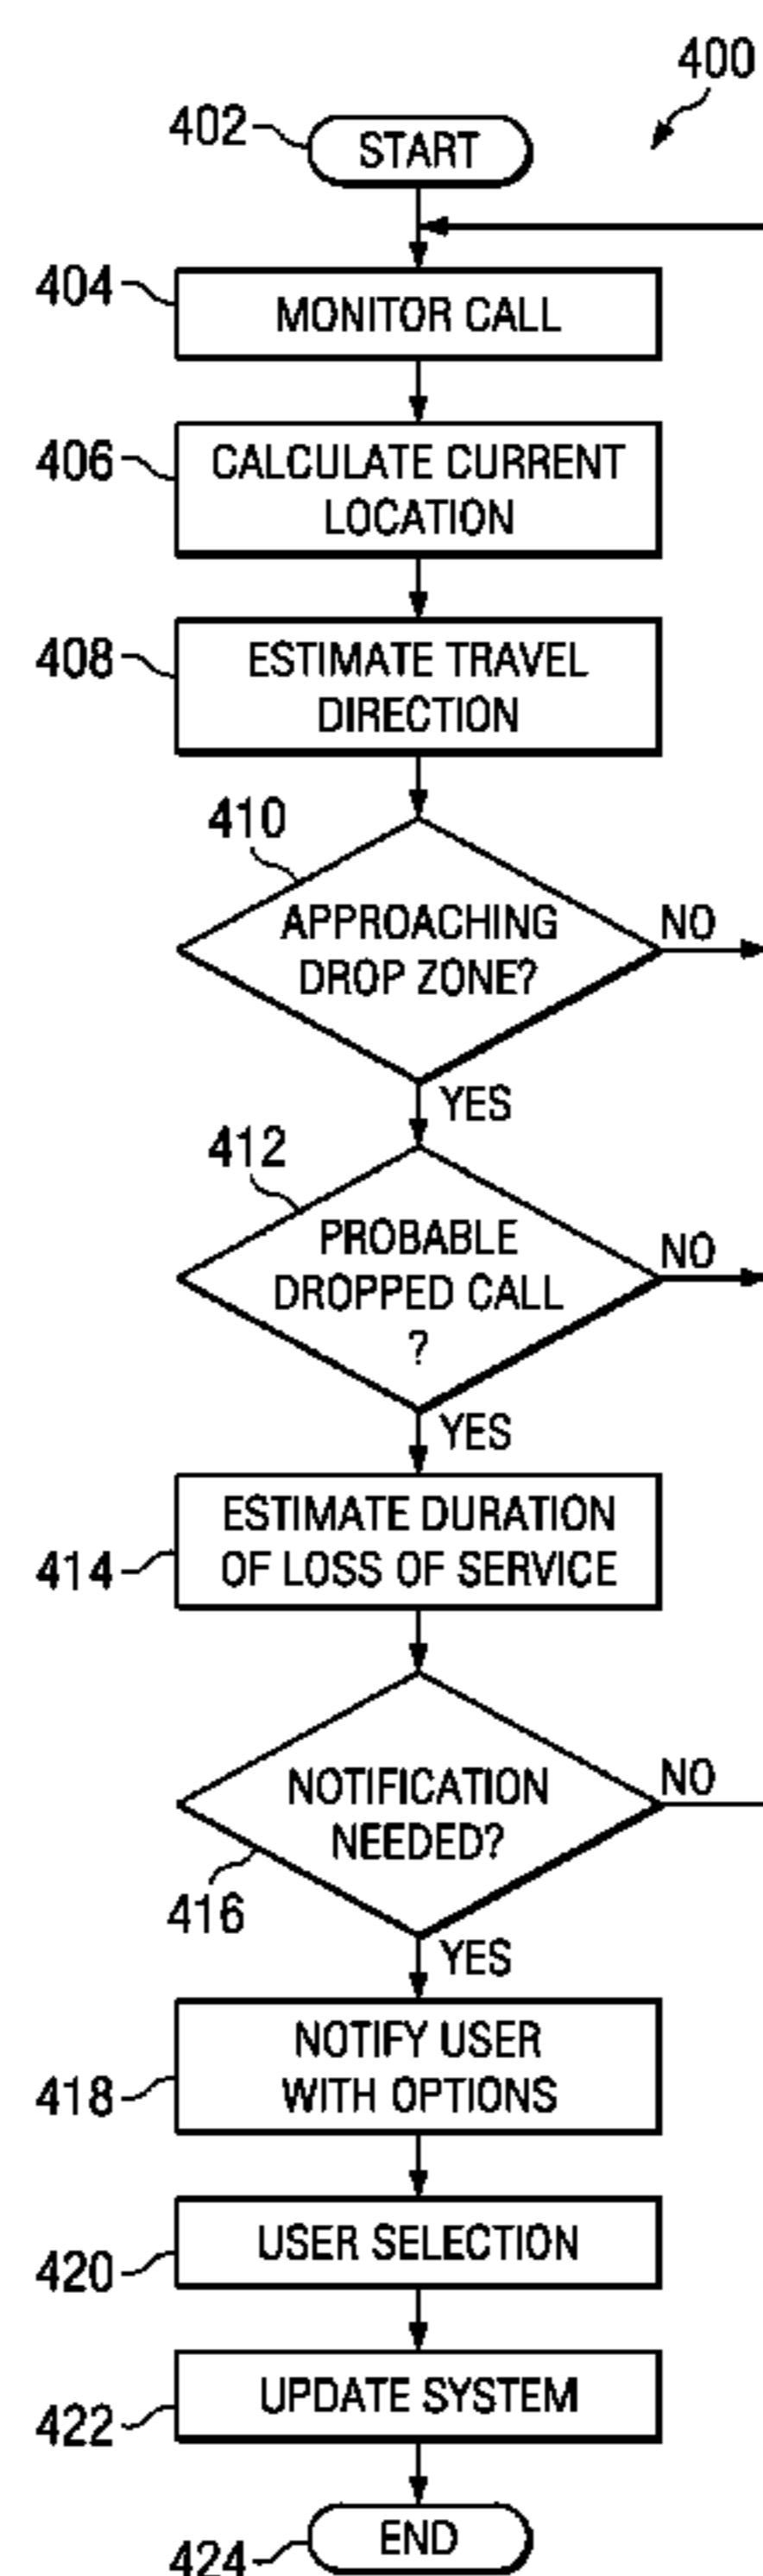 400
402
START
404
MONITOR CALL
406
CALCULATE CURRENT
LOCATION
408
ESTIMATE TRAVEL
DIRECTION
410
APPROACHING
DROP ZONE?
NO
YES
412
PROBABLE
DROPPED CALL
?
NO
YES
414
ESTIMATE DURATION
OF LOSS OF SERVICE
NOTIFICATION
NEEDED?
NO
416
YES
418
NOTIFY USER
WITH OPTIONS
420
USER SELECTION
422
UPDATE SYSTEM
424
END